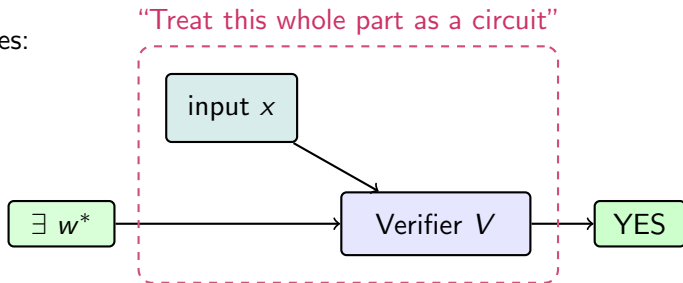 “Treat this whole part as a circuit”
es:
input x
∃ w*
Verifier V
YES